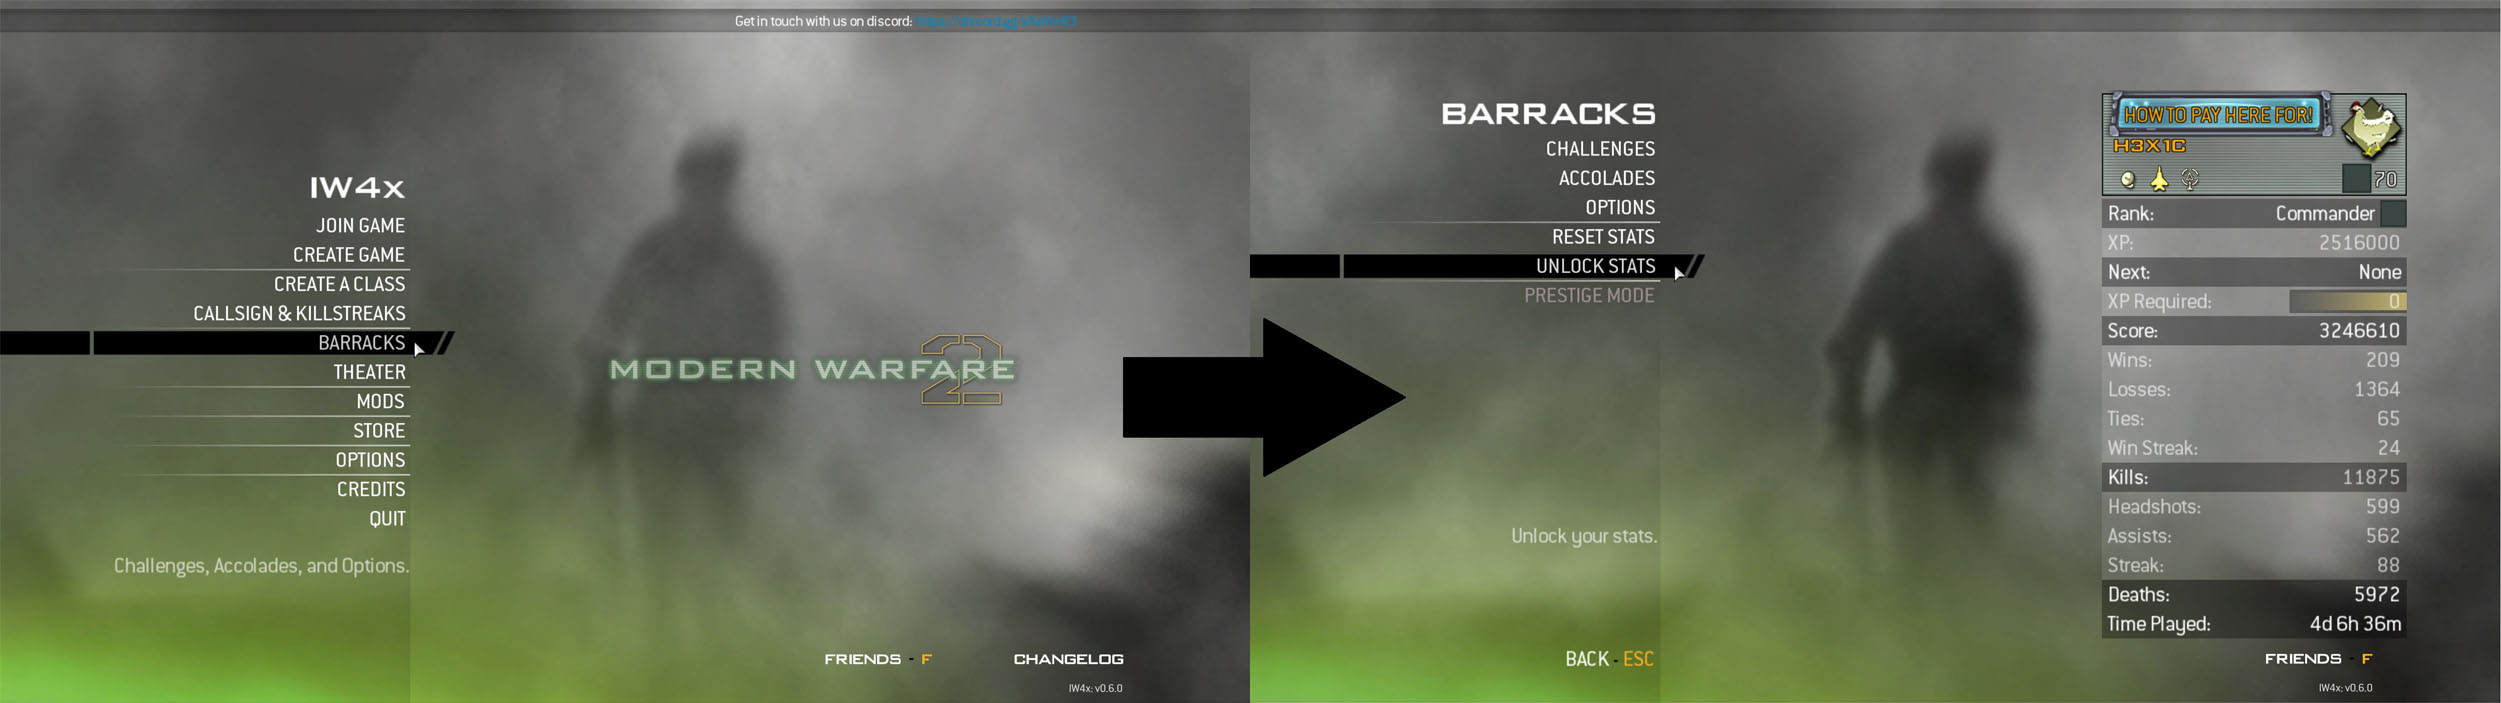 Get in touch with us on discord:
IW4x
JOIN GAME
CREATE GAME
CREATE A CLASS
CALLSIGN & KILLSTREAKS
BARRACKS
THEATER
MODS
STORE
OPTIONS
CREDITS
QUIT
Challenges, Accolades, and Options.
MODERN WARFARE 2
FRIENDS - F
CHANGELOG
IW4x: v0.6.0
BARRACKS
CHALLENGES
ACCOLADES
OPTIONS
RESET STATS
UNLOCK STATS
PRESTIGE MODE
Unlock your stats.
BACK - ESC
HOW TO PAY HERE FOR!
H3X1C
70
Rank: Commander
XP: 2516000
Next: None
XP Required: 0
Score: 3246610
Wins: 209
Losses: 1364
Ties: 65
Win Streak: 24
Kills: 11875
Headshots: 599
Assists: 562
Streak: 88
Deaths: 5972
Time Played: 4d 6h 36m
FRIENDS - F
IW4x: v0.6.0